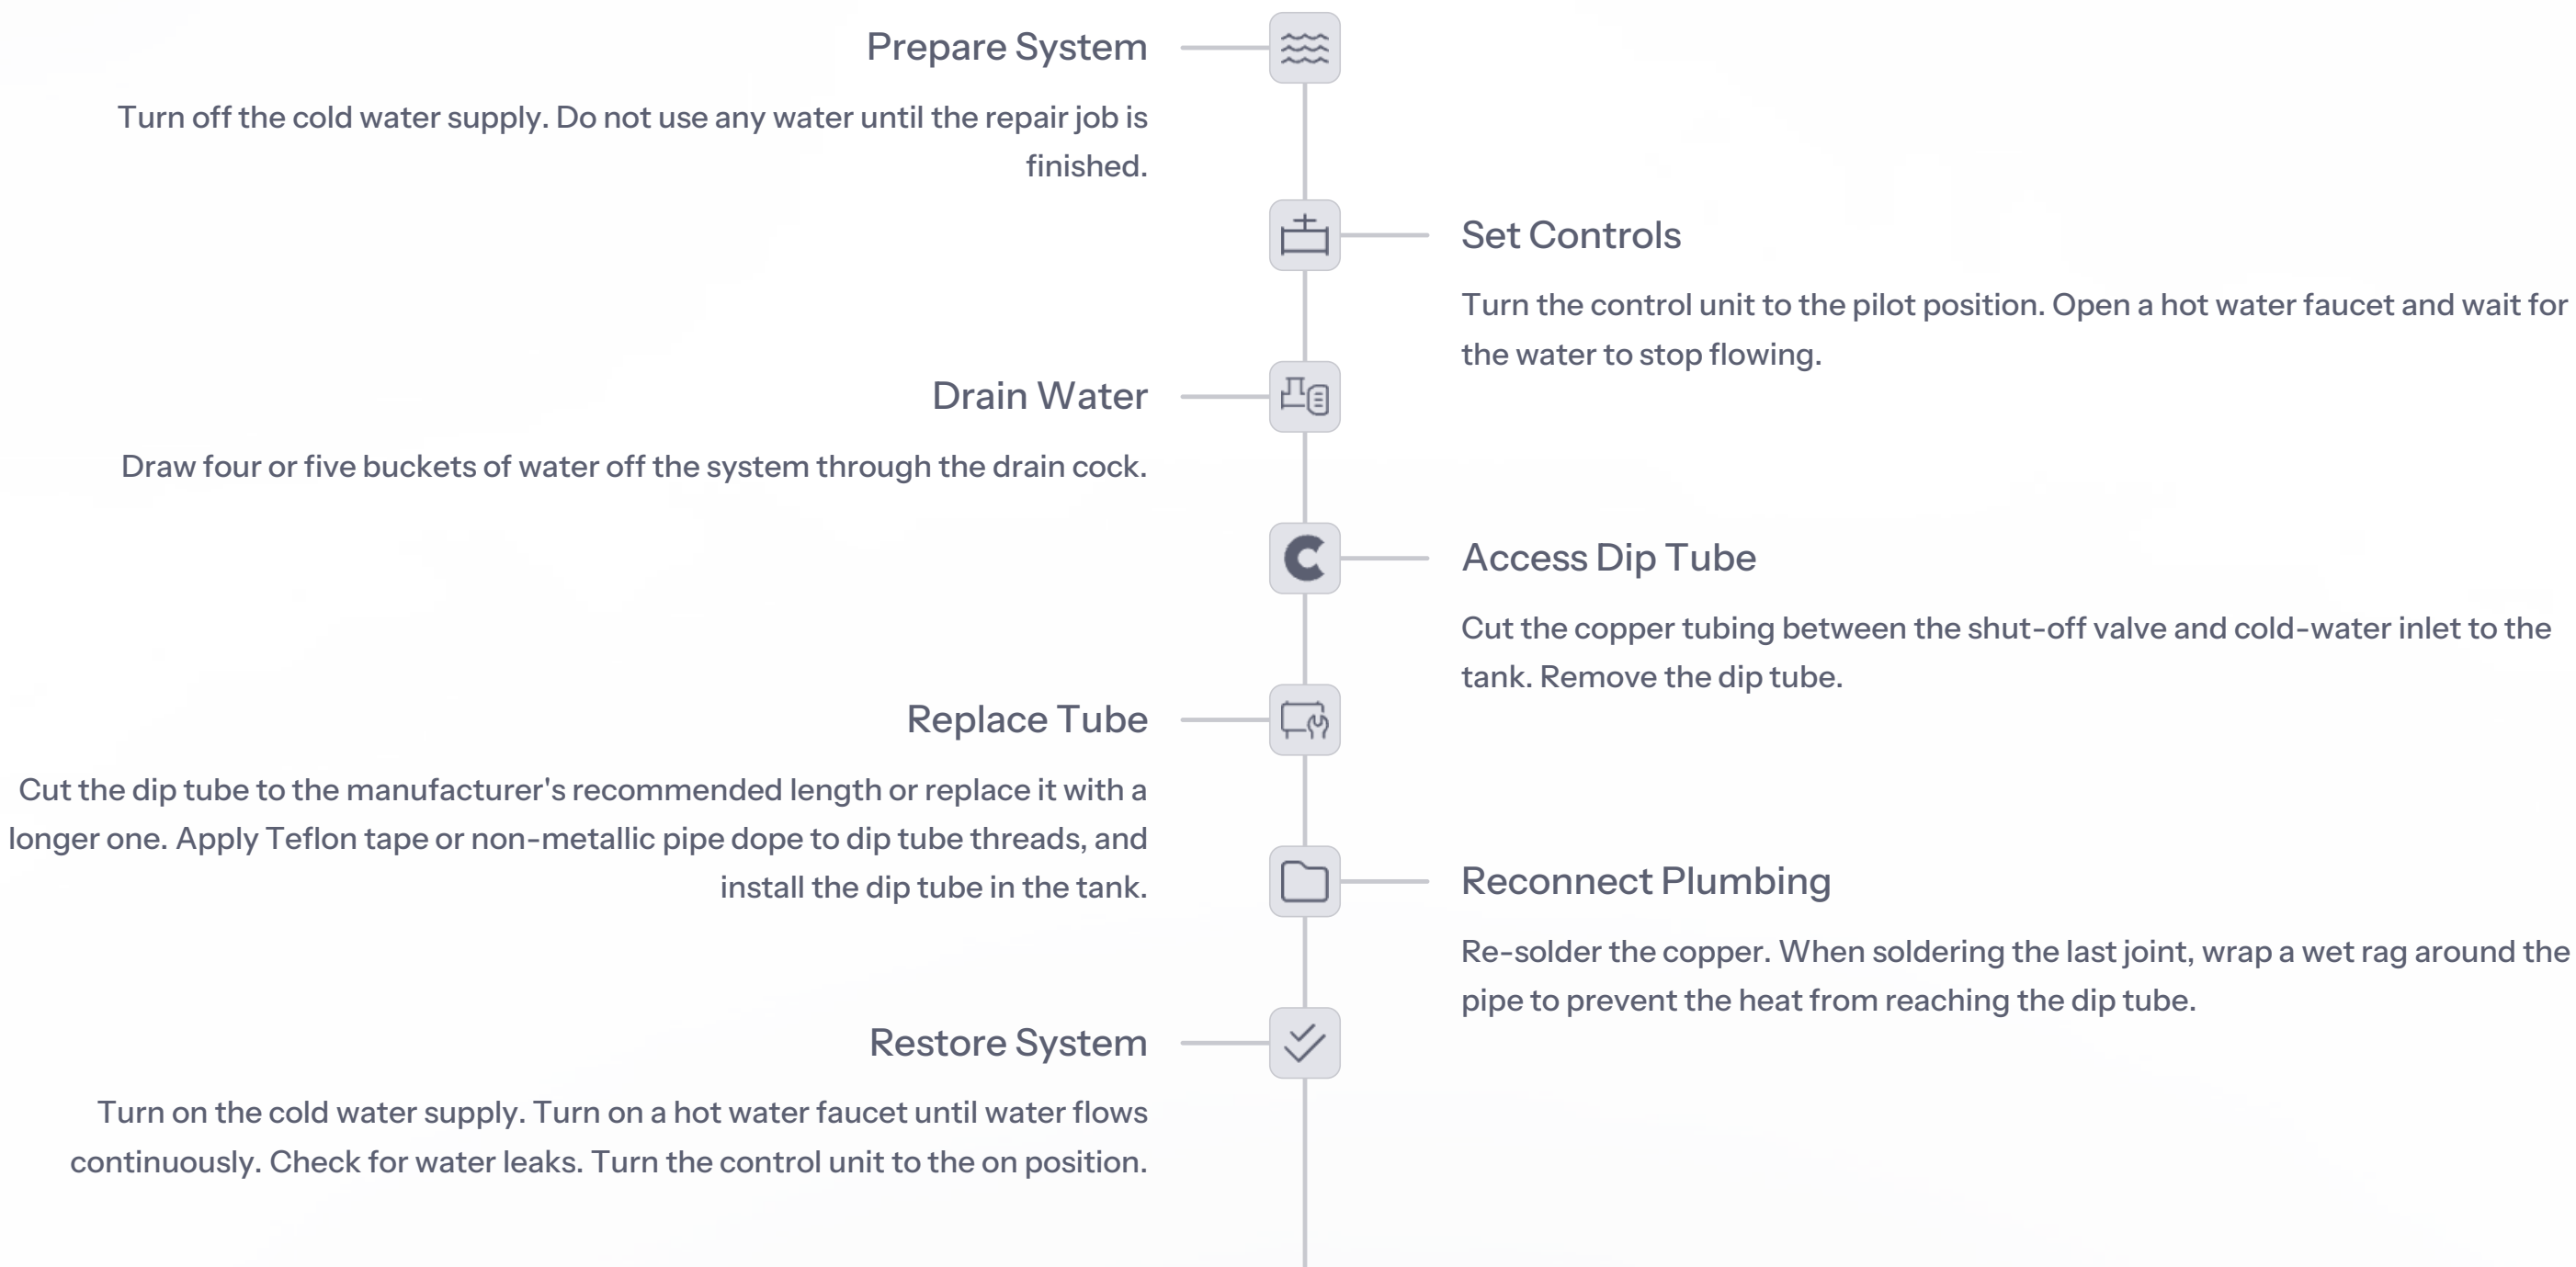 Prepare System
Turn off the cold water supply. Do not use any water until the repair job is
finished.
Set Controls
Turn the control unit to the pilot position. Open a hot water faucet and wait for
the water to stop flowing.
Drain Water
Draw four or five buckets of water off the system through the drain cock.
Access Dip Tube
Cut the copper tubing between the shut-off valve and cold-water inlet to the
tank. Remove the dip tube.
Replace Tube
Cut the dip tube to the manufacturer's recommended length or replace it with a
longer one. Apply Teflon tape or non-metallic pipe dope to dip tube threads, and
install the dip tube in the tank.
Reconnect Plumbing
Re-solder the copper. When soldering the last joint, wrap a wet rag around the
pipe to prevent the heat from reaching the dip tube.
Restore System
Turn on the cold water supply. Turn on a hot water faucet until water flows
continuously. Check for water leaks. Turn the control unit to the on position.